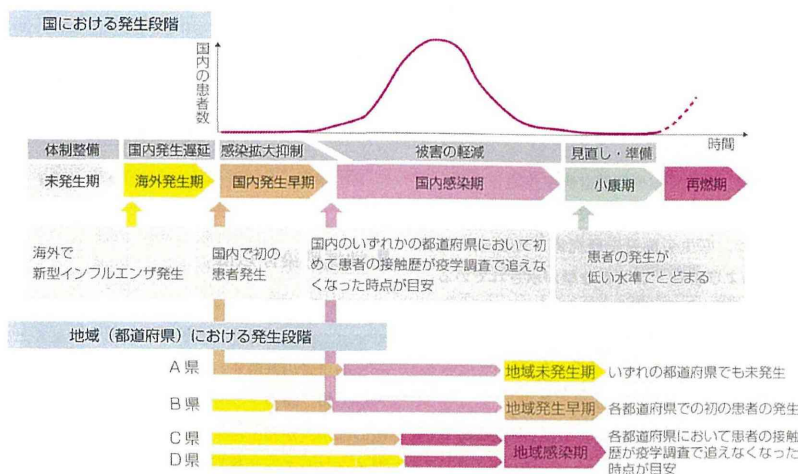 国における発生段階
国内の患者数
時間
体制整備
国内発生遅延
感染拡大抑制
被害の軽減
見直し・準備
未発生期
海外発生期
国内発生早期
国内感染期
小康期
再燃期
海外で
新型インフルエンザ発生
国内で初の
患者発生
国内のいずれかの都道府県において初
めて患者の接触歴が疫学調査で追えな
くなった時点が目安
患者の発生が
低い水準でとどまる
地域（都道府県）における発生段階
A県
地域未発生期
いずれの都道府県でも未発生
B県
地域発生早期
各都道府県での初の患者の発生
C県
D県
地域感染期
各都道府県において患者の接触
歴が疫学調査で追えなくなった
時点が目安